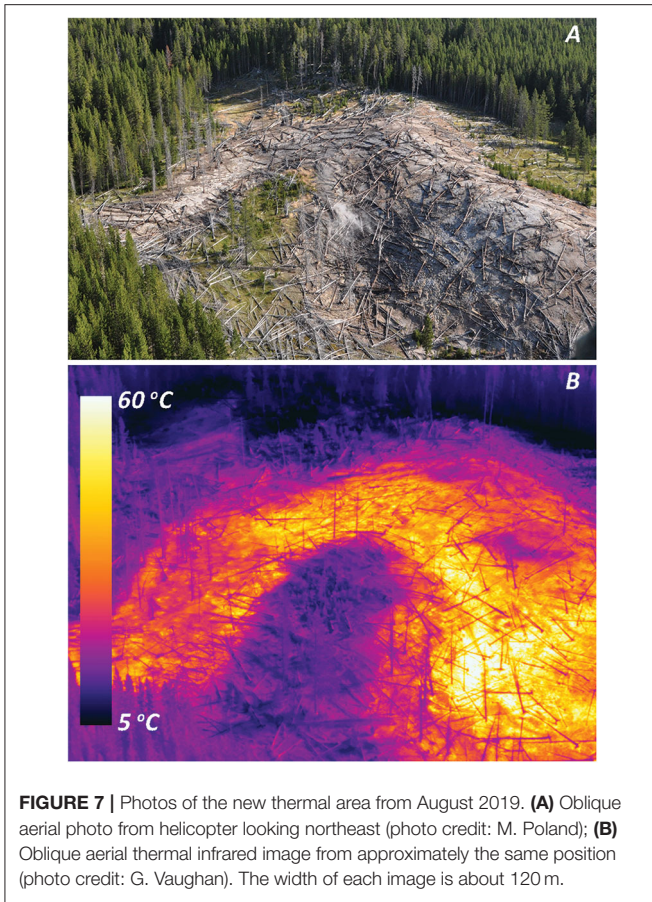 A
B
60 °C
5 °C
FIGURE 7 | Photos of the new thermal area from August 2019. (A) Oblique
aerial photo from helicopter looking northeast (photo credit: M. Poland); (B)
Oblique aerial thermal infrared image from approximately the same position
(photo credit: G. Vaughan). The width of each image is about 120 m.